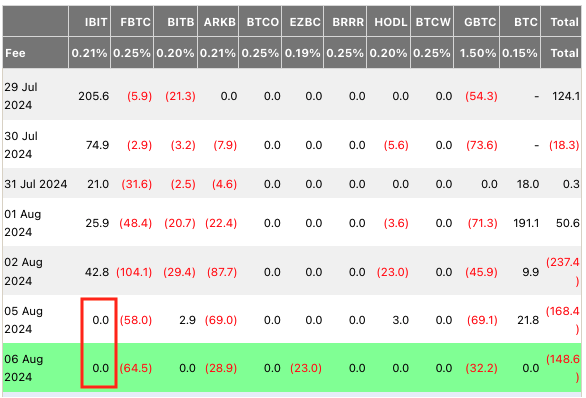 IBIT FBTC BITB ARKB BTCO EZBC BRRR HODL BTCW GBTC BTC Total
Fee 0.21% 0.25% 0.20% 0.21% 0.25% 0.19% 0.25% 0.20% 0.25% 1.50% 0.15% Total
29 Jul
2024 205.6 (5.9) (21.3) 0.0 0.0 0.0 0.0 0.0 0.0 (54.3) - 124.1
30 Jul
2024 74.9 (2.9) (3.2) (7.9) 0.0 0.0 0.0 (5.6) 0.0 (73.6) - (18.3)
31 Jul 2024 21.0 (31.6) (2.5) (4.6) 0.0 0.0 0.0 0.0 0.0 0.0 18.0 0.3
01 Aug
2024 25.9 (48.4) (20.7) (22.4) 0.0 0.0 0.0 (3.6) 0.0 (71.3) 191.1 50.6
02 Aug
2024 42.8 (104.1) (29.4) (87.7) 0.0 0.0 0.0 (23.0) 0.0 (45.9) 9.9 (237.4
)
05 Aug
2024 0.0 (58.0) 2.9 (69.0) 0.0 0.0 0.0 3.0 0.0 (69.1) 21.8 (168.4
)
06 Aug
2024 0.0 (64.5) 0.0 (28.9) 0.0 (23.0) 0.0 0.0 0.0 (32.2) 0.0 (148.6
)